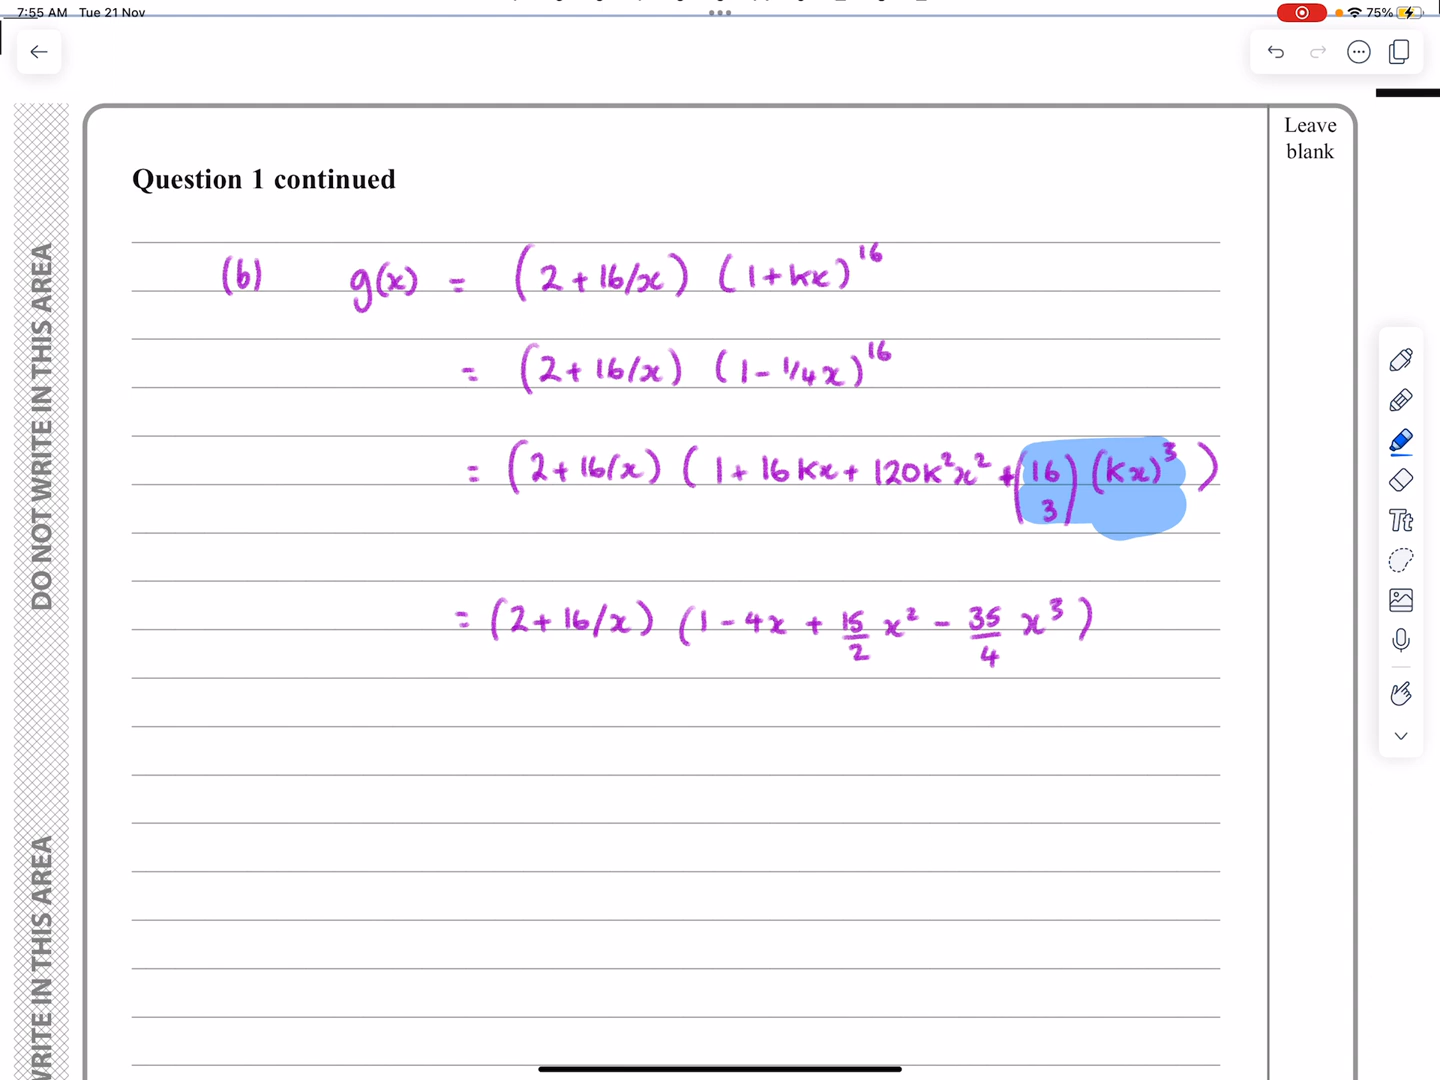 7:55 AM Tue 21 Nov 75%
Leave
blank
Question 1 continued
(b) g(x) = (2 + 16/x) (1 + kx)^16
= (2 + 16/x) (1 - 1/4 x)^16
= (2 + 16/x) (1 + 16kx + 120k²x² + (16 3) (kx)³ )
= (2 + 16/x) (1 - 4x + 15/2 x² - 35/4 x³ )
DO NOT WRITE IN THIS AREA
WRITE IN THIS AREA
Tt